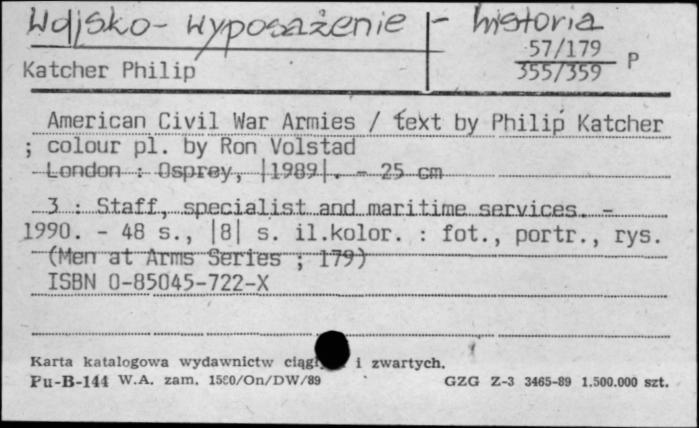 Wojsko - wyposażenie - historia
57/179 P
Katcher Philip 355/359
American Civil War Armies / text by Philip Katcher
; colour pl. by Ron Volstad
London : Osprey, |1989|. - 25 cm
3 : Staff, specialist and maritime services. -
1990. - 48 s., |8| s. il.kolor. : fot., portr., rys.
(Men at Arms Series ; 179)
ISBN 0-85045-722-X
Karta katalogowa wydawnictw i zwartych.
Pu-B-144 W.A. zam. 1580/On/DW/89 GZG Z-3 3465-89 1.500.000 szt.